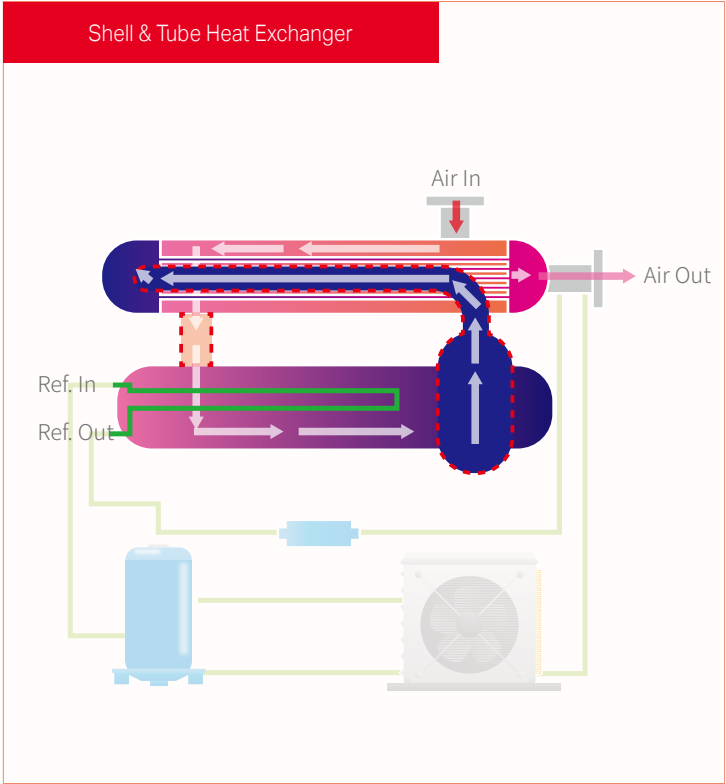 Shell & Tube Heat Exchanger
Air In
Air Out
Ref. In
Ref. Out